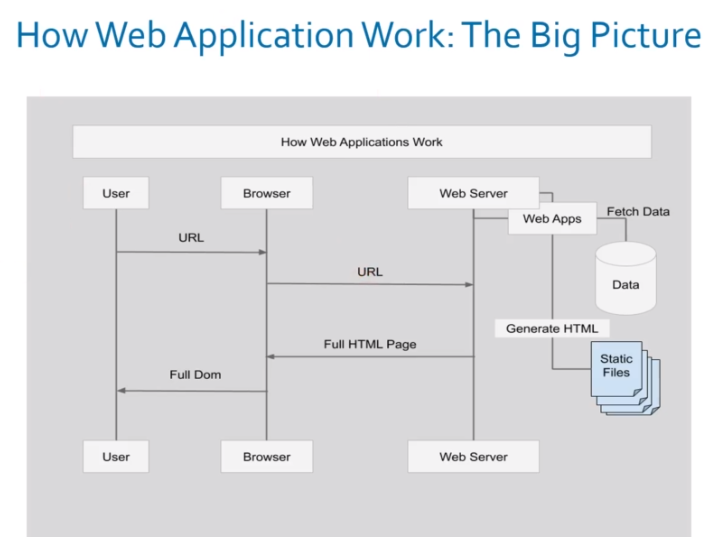 How Web Application Work: The Big Picture
How Web Applications Work
User
Browser
Web Server
Web Apps
Fetch Data
URL
URL
Data
Generate HTML
Full HTML Page
Static
Files
Full Dom
User
Browser
Web Server